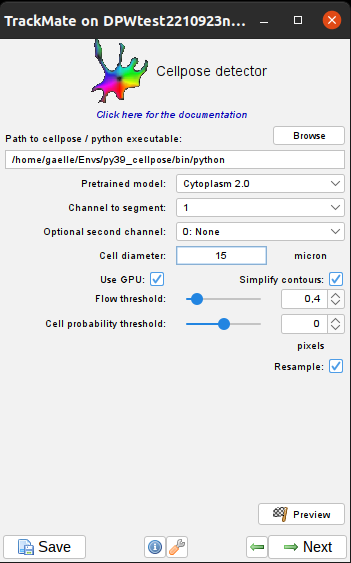 TrackMate on DPWtest2210923n...
Cellpose detector
Click here for the documentation
Path to cellpose / python executable:
Browse
/home/gaelle/Envs/py39_cellpose/bin/python
Pretrained model: Cytoplasm 2.0
Channel to segment: 1
Optional second channel: 0: None
Cell diameter: 15 micron
Use GPU: Simplify contours:
Flow threshold: 0,4
Cell probability threshold: 0
pixels
Resample:
Preview
Save Next